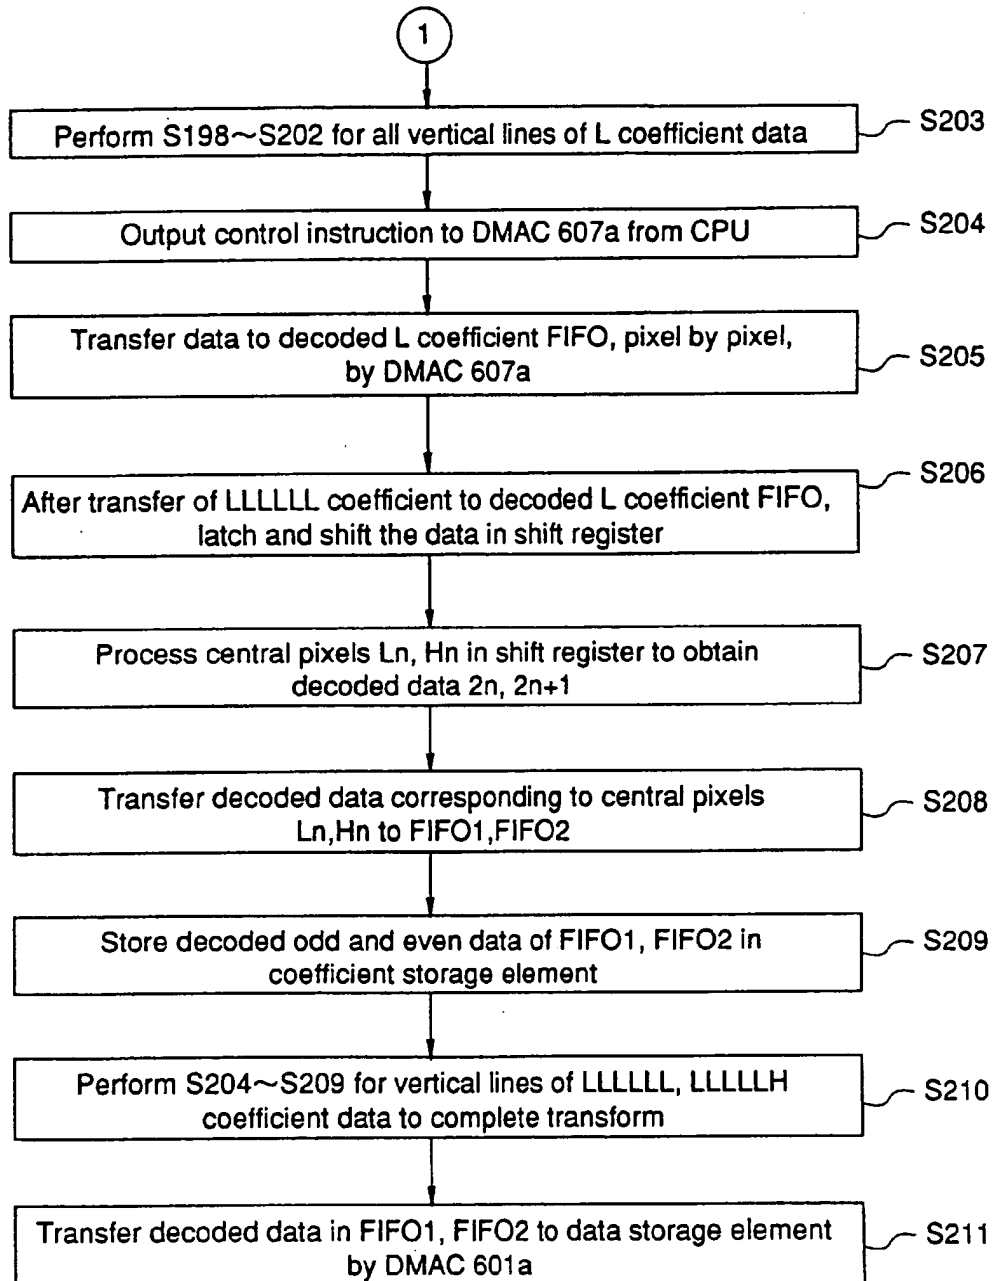 1
Perform S198~S202 for all vertical lines of L coefficient data
S203
Output control instruction to DMAC 607a from CPU
S204
Transfer data to decoded L coefficient FIFO, pixel by pixel,
by DMAC 607a
S205
After transfer of LLLLLL coefficient to decoded L coefficient FIFO,
latch and shift the data in shift register
S206
Process central pixels Ln, Hn in shift register to obtain
decoded data 2n, 2n+1
S207
Transfer decoded data corresponding to central pixels
Ln,Hn to FIFO1,FIFO2
S208
Store decoded odd and even data of FIFO1, FIFO2 in
coefficient storage element
S209
Perform S204~S209 for vertical lines of LLLLLL, LLLLLH
coefficient data to complete transform
S210
Transfer decoded data in FIFO1, FIFO2 to data storage element
by DMAC 601a
S211